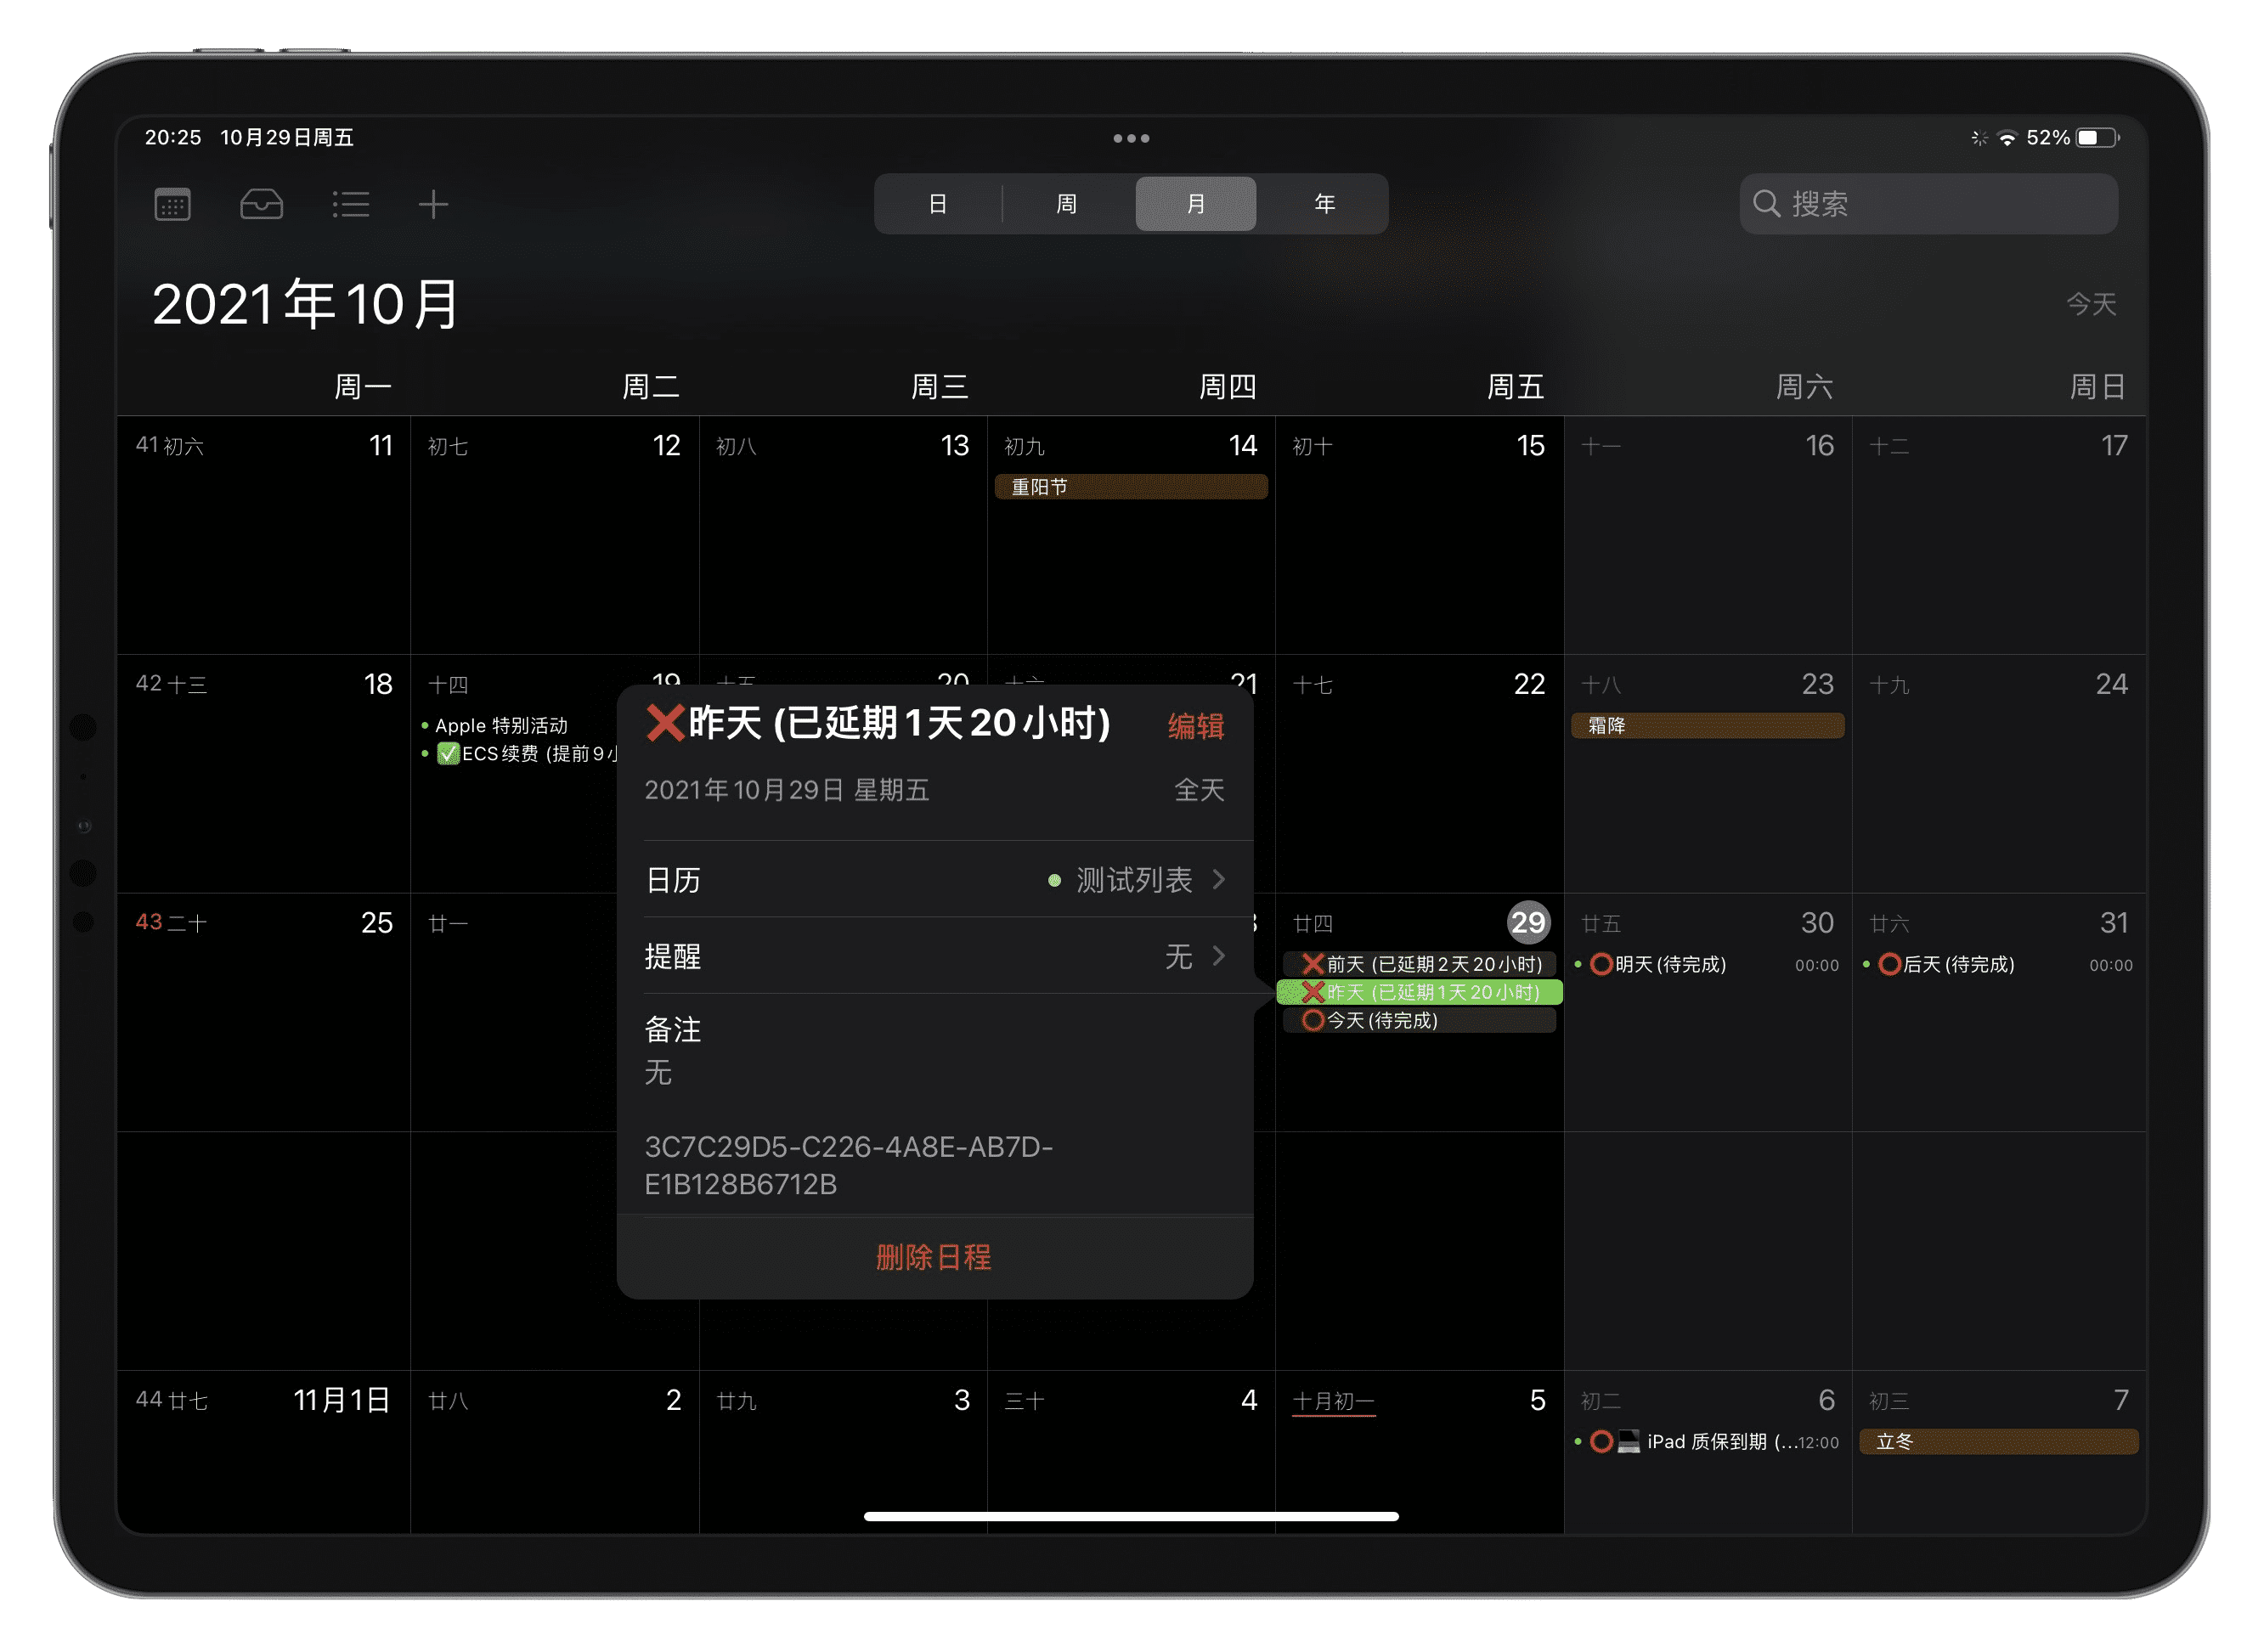 20:25 10月29日周五
52%
日 周 月 年
搜索
2021年10月
今天
周一 周二 周三 周四 周五 周六 周日
41 初六 11 初七 12 初八 13 初九 14 初十 15 十一 16 十二 17
重阳节
42 十三 18 十四 19 十五 20 十六 21 十七 22 十八 23 十九 24
Apple 特别活动
霜降
✅ECS续费 (提前9小
❌昨天 (已延期1天20小时) 编辑
2021年10月29日 星期五 全天
日历 测试列表
提醒 无
备注
无
3C7C29D5-C226-4A8E-AB7D-
E1B128B6712B
删除日程
43 二十 25 廿一 廿四 29 廿五 30 廿六 31
❌前天 (已延期2天20小时)
❌昨天 (已延期1天20小时)
⭕今天(待完成)
⭕明天(待完成) 00:00
⭕后天(待完成) 00:00
44 廿七 11月1日 廿八 2 廿九 3 三十 4 十月初一 5 初二 6 初三 7
⭕💻 iPad 质保到期 (...12:00
立冬